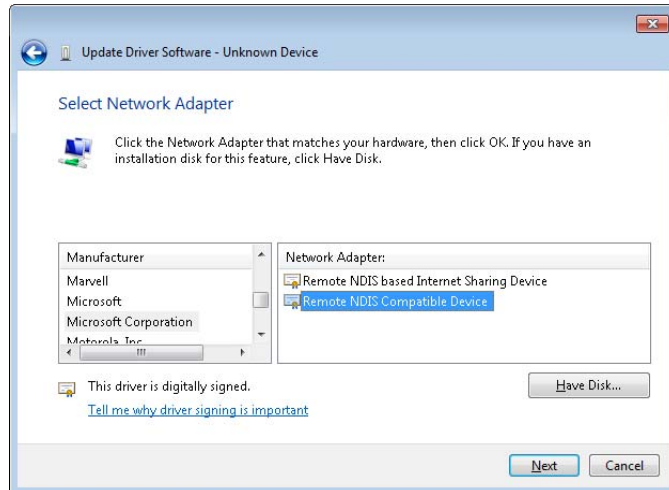 Update Driver Software - Unknown Device
Select Network Adapter
Click the Network Adapter that matches your hardware, then click OK. If you have an
installation disk for this feature, click Have Disk.
Manufacturer
Marvell
Microsoft
Microsoft Corporation
Motorola, Inc.
Network Adapter:
Remote NDIS based Internet Sharing Device
Remote NDIS Compatible Device
This driver is digitally signed.
Tell me why driver signing is important
Have Disk...
Next
Cancel